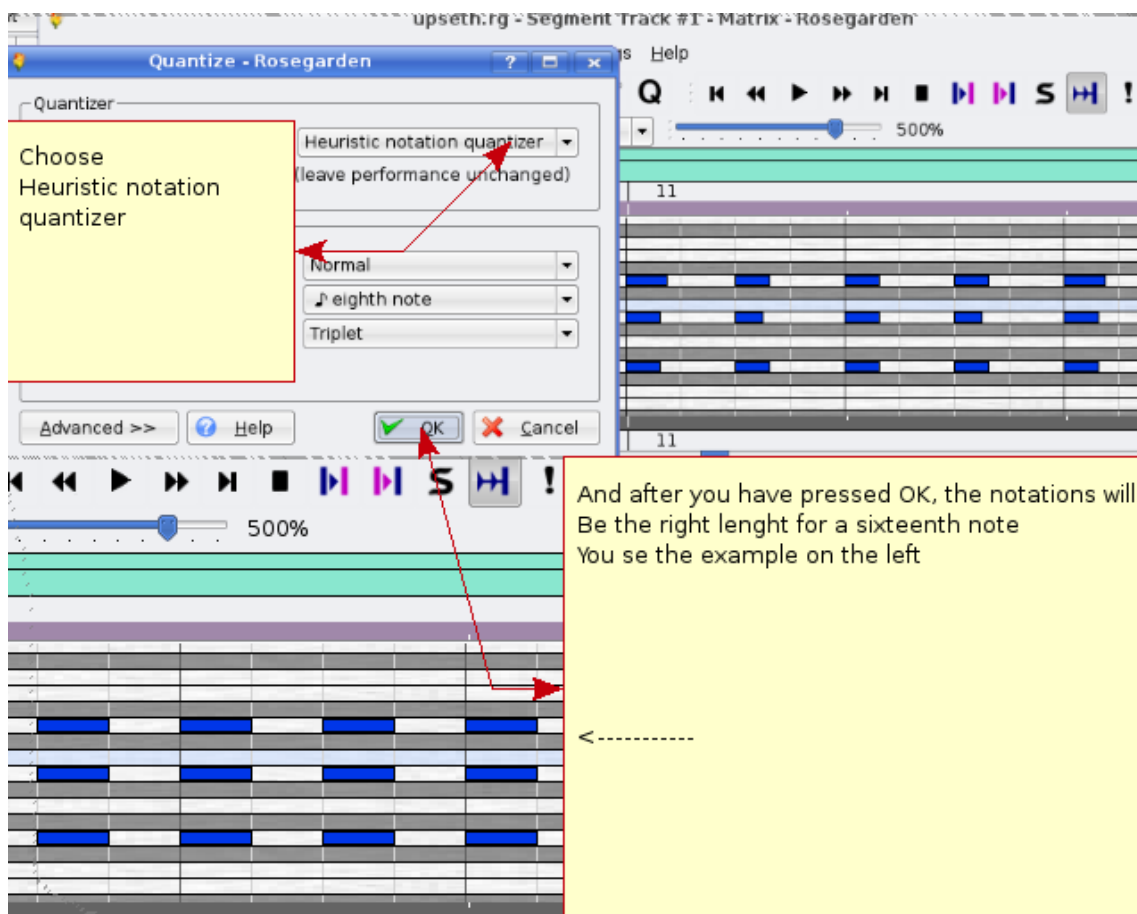 upseth.rg - Segment Track #1 - Matrix - Rosegarden
Quantize - Rosegarden
? 
gs Help
Quantizer
Q
S
!
Heuristic notation quantizer
500%
Choose
Heuristic notation
quantizer
(leave performance unchanged)
11
Normal
eighth note
Triplet
Advanced >>
Help
OK
Cancel
11
S
!
500%
And after you have pressed OK, the notations will
Be the right lenght for a sixteenth note
You se the example on the left
<-----------